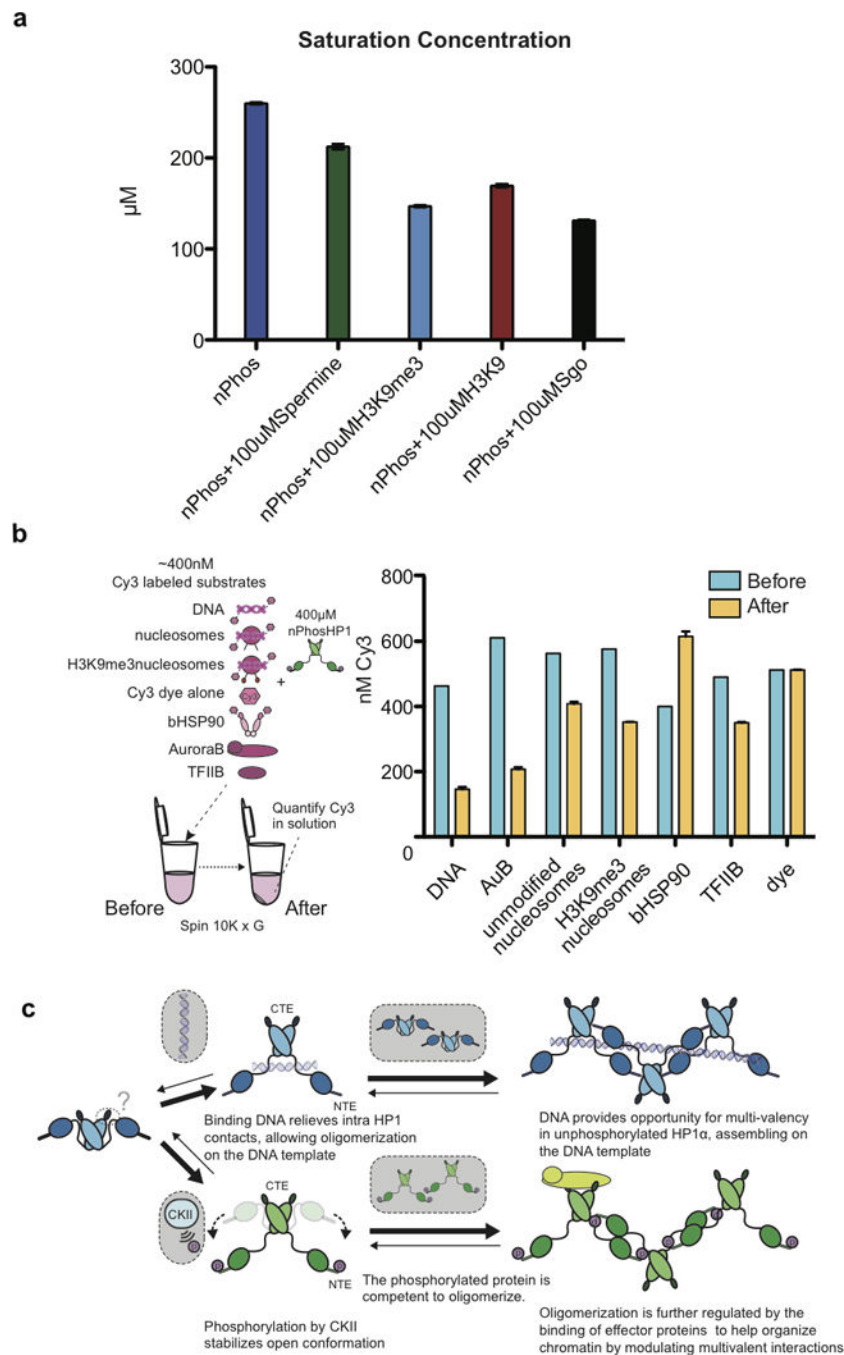 a
Saturation Concentration
300
200
100
0
µM
nPhos
nPhos+100uMSpermine
nPhos+100uMH3K9me3
nPhos+100uMH3K9
nPhos+100uMSgo
b
~400nM
Cy3 labeled substrates
DNA
nucleosomes
H3K9me3nucleosomes
Cy3 dye alone
bHSP90
AuroraB
TFIIB
+
400µM
nPhosHP1
Cy3
Quantify Cy3
in solution
Before
After
Spin 10K x G
800
600
400
200
0
nM Cy3
Before
After
DNA
AuB
unmodified
nucleosomes
H3K9me3
nucleosomes
bHSP90
TFIIB
dye
c
?
CTE
NTE
Binding DNA relieves intra HP1
contacts, allowing oligomerization
on the DNA template
DNA provides opportunity for multi-valency
in unphosphorylated HP1α, assembling on
the DNA template
CKII
CTE
NTE
Phosphorylation by CKII
stabilizes open conformation
The phosphorylated protein is
competent to oligomerize.
Oligomerization is further regulated by the
binding of effector proteins to help organize
chromatin by modulating multivalent interactions